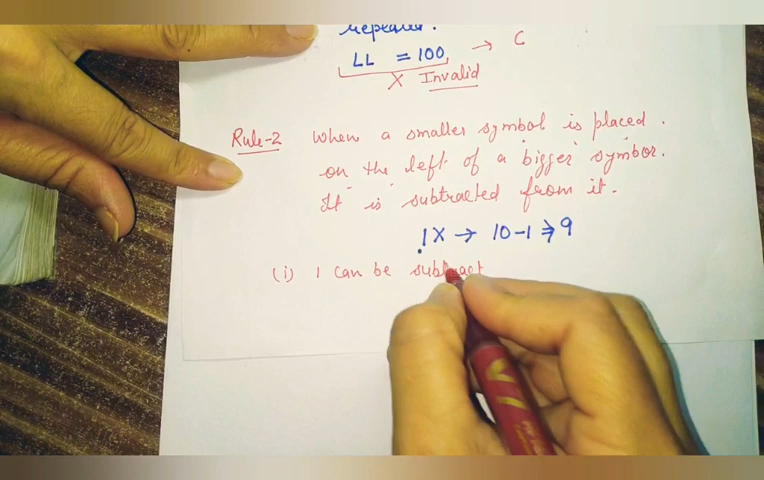 LL = 100 → C
X Invalid
Rule-2 When a smaller symbol is placed.
on the left of a bigger symbol.
It is subtracted from it.
IX → 10-1 ⇒ 9
(i) I can be subtract